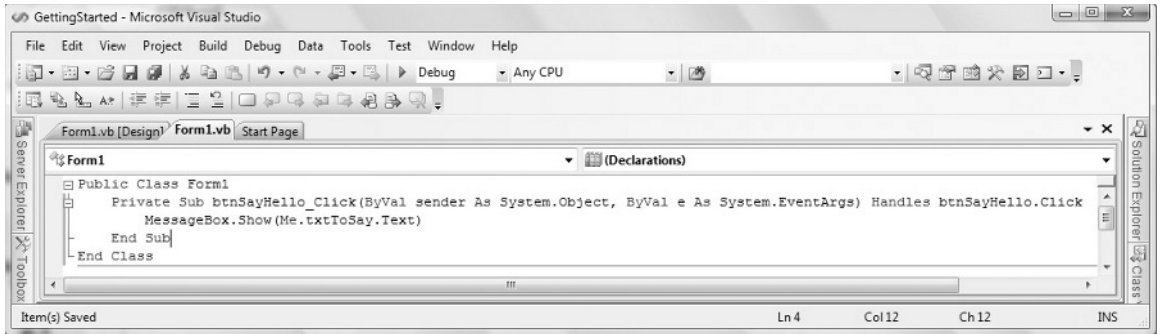 GettingStarted - Microsoft Visual Studio
File Edit View Project Build Debug Data Tools Test Window Help
Debug Any CPU
Form1.vb [Design] Form1.vb Start Page
Form1 (Declarations)
Public Class Form1
Private Sub btnSayHello_Click(ByVal sender As System.Object, ByVal e As System.EventArgs) Handles btnSayHello.Click
MessageBox.Show(Me.txtToSay.Text)
End Sub
End Class
Server Explorer
Toolbox
Solution Explorer
Class
Item(s) Saved Ln 4 Col 12 Ch 12 INS